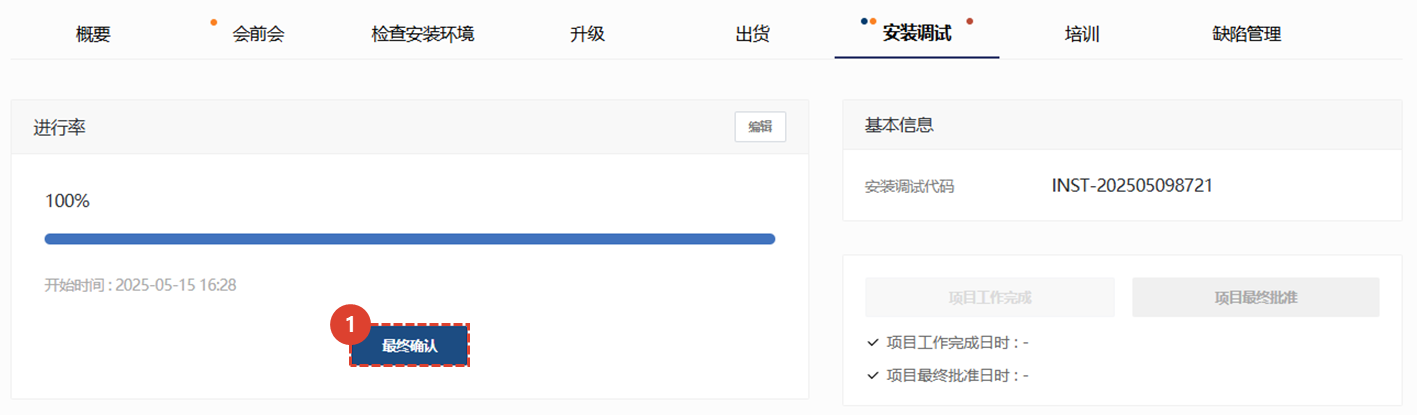 概要 会前会 检查安装环境 升级 出货 安装调试 培训 缺陷管理
进行率 编辑
100%
开始时间 : 2025-05-15 16:28
1
最终确认
基本信息
安装调试代码 INST-202505098721
项目工作完成 项目最终批准
项目工作完成日时 : -
项目最终批准日时 : -